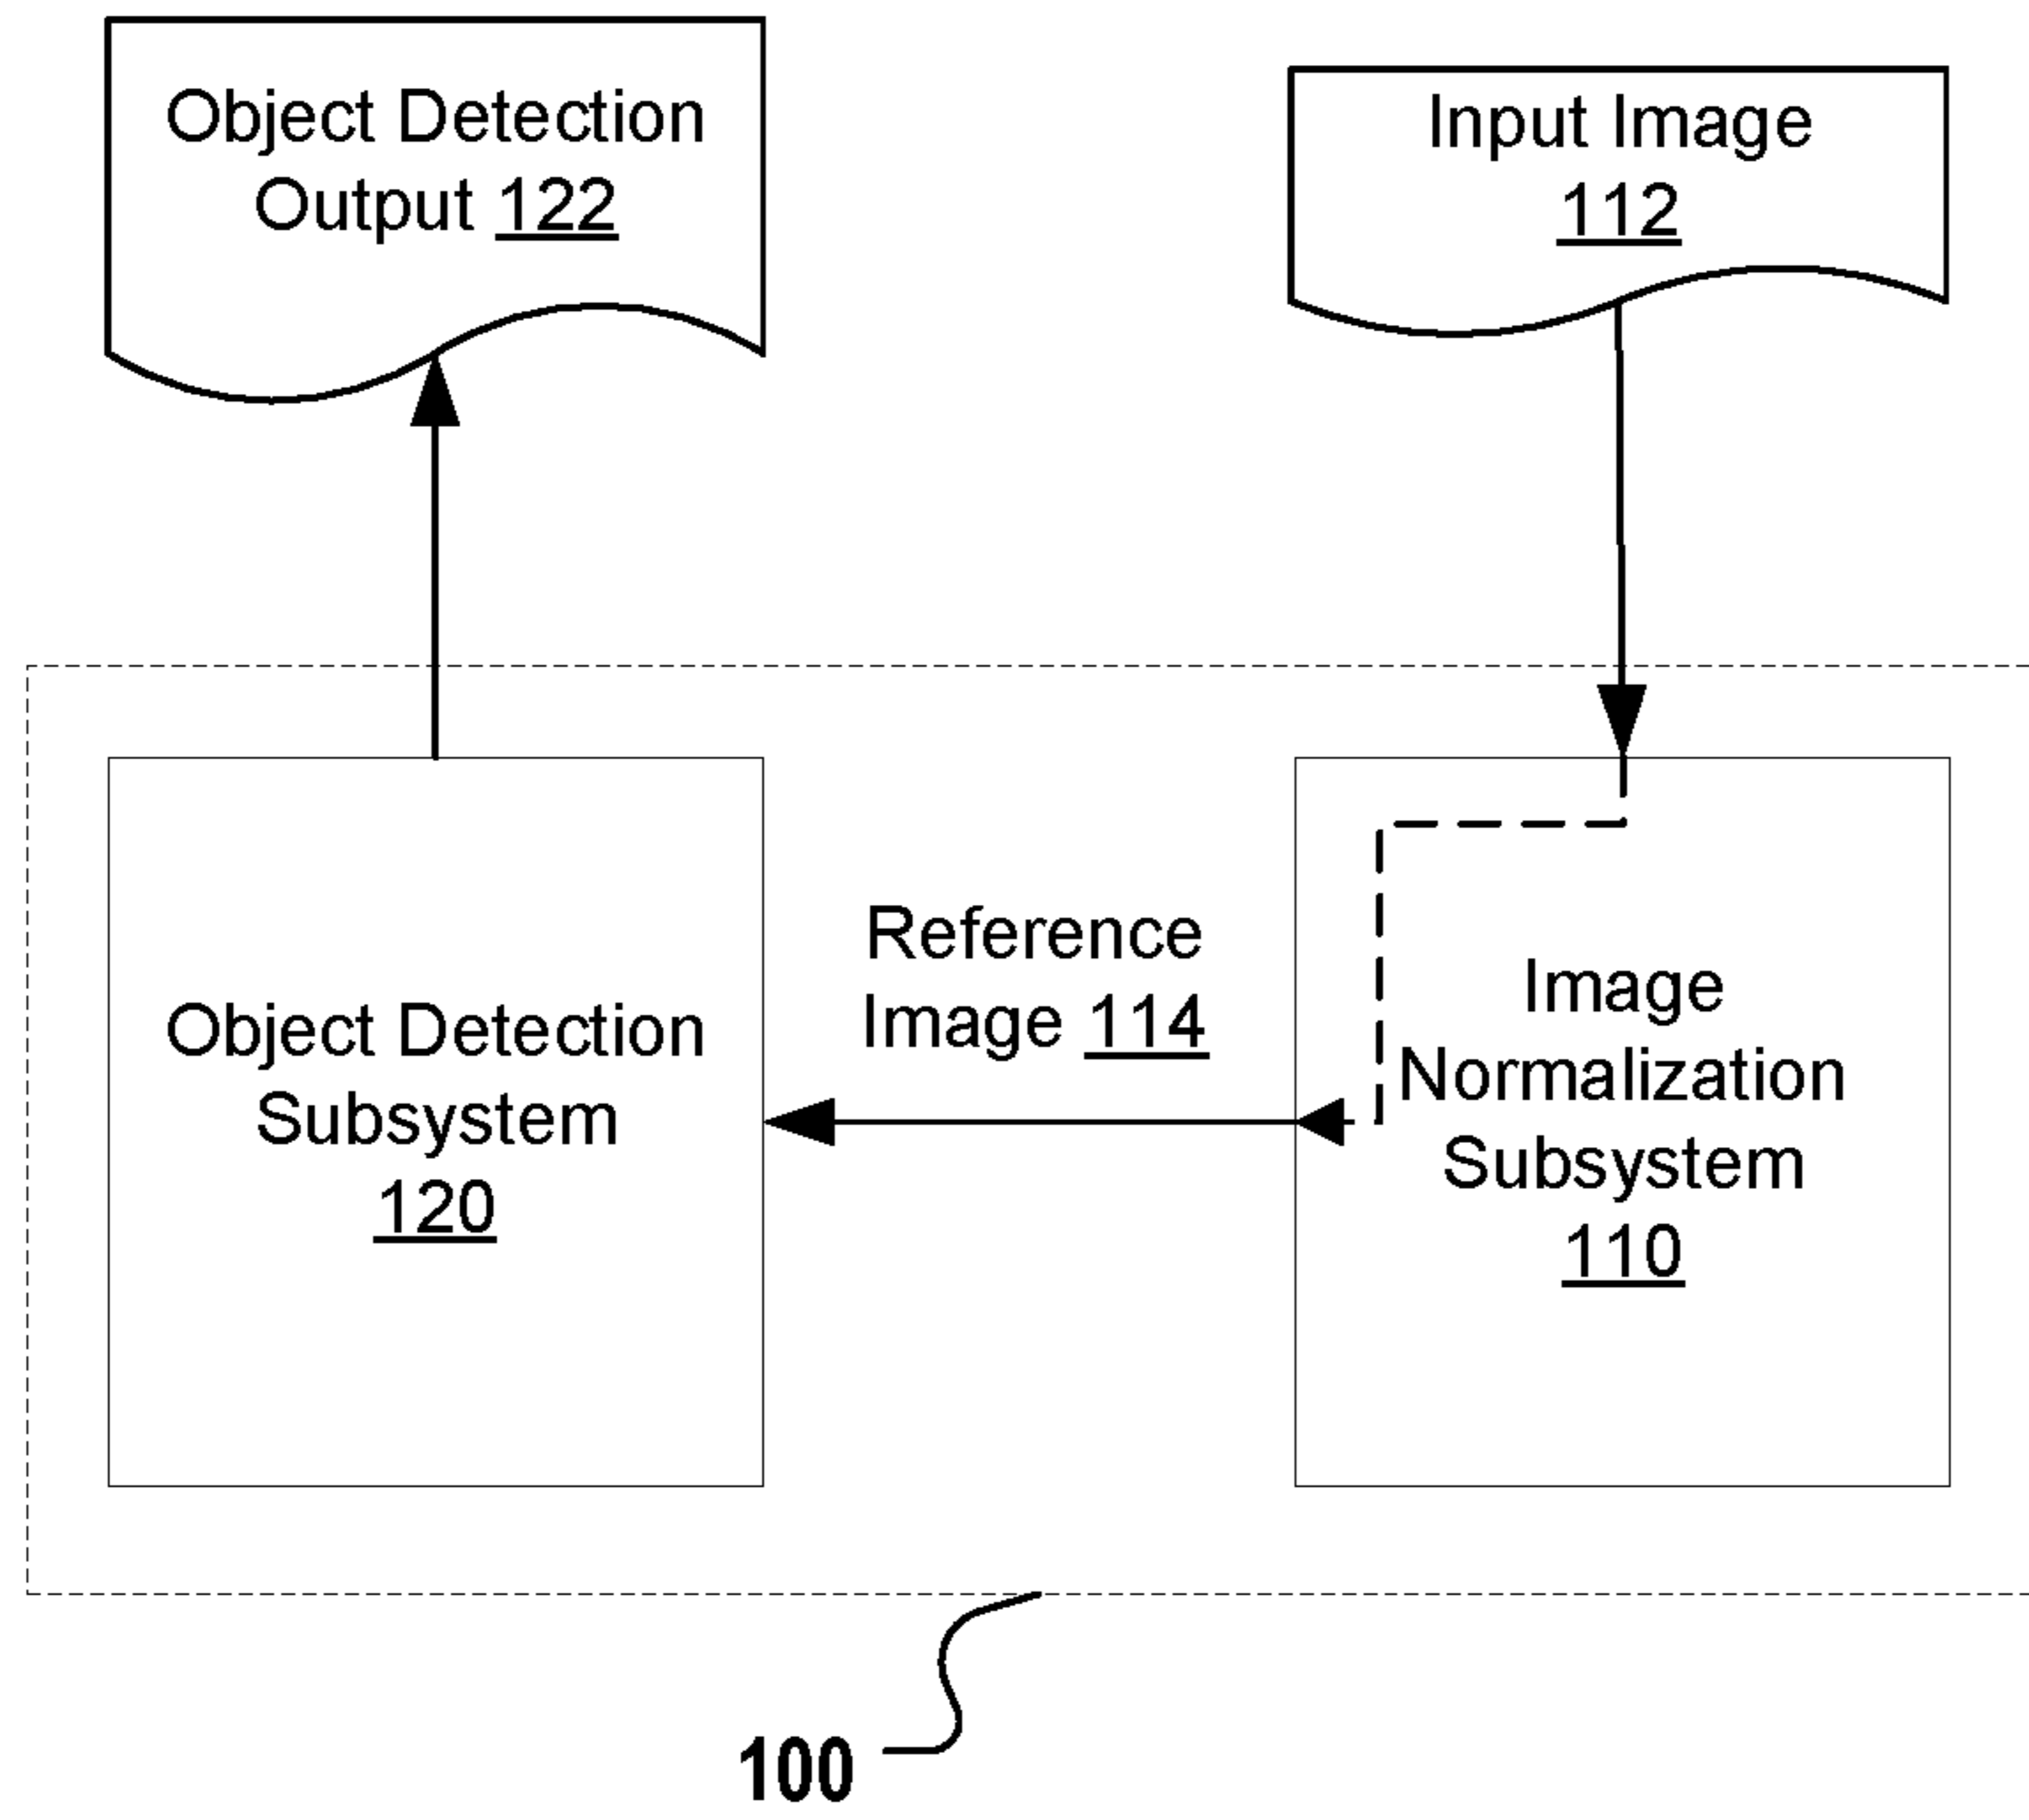 Object Detection
Output 122
Input Image
112
Reference
Image 114
Object Detection
Subsystem
120
Image
Normalization
Subsystem
110
100